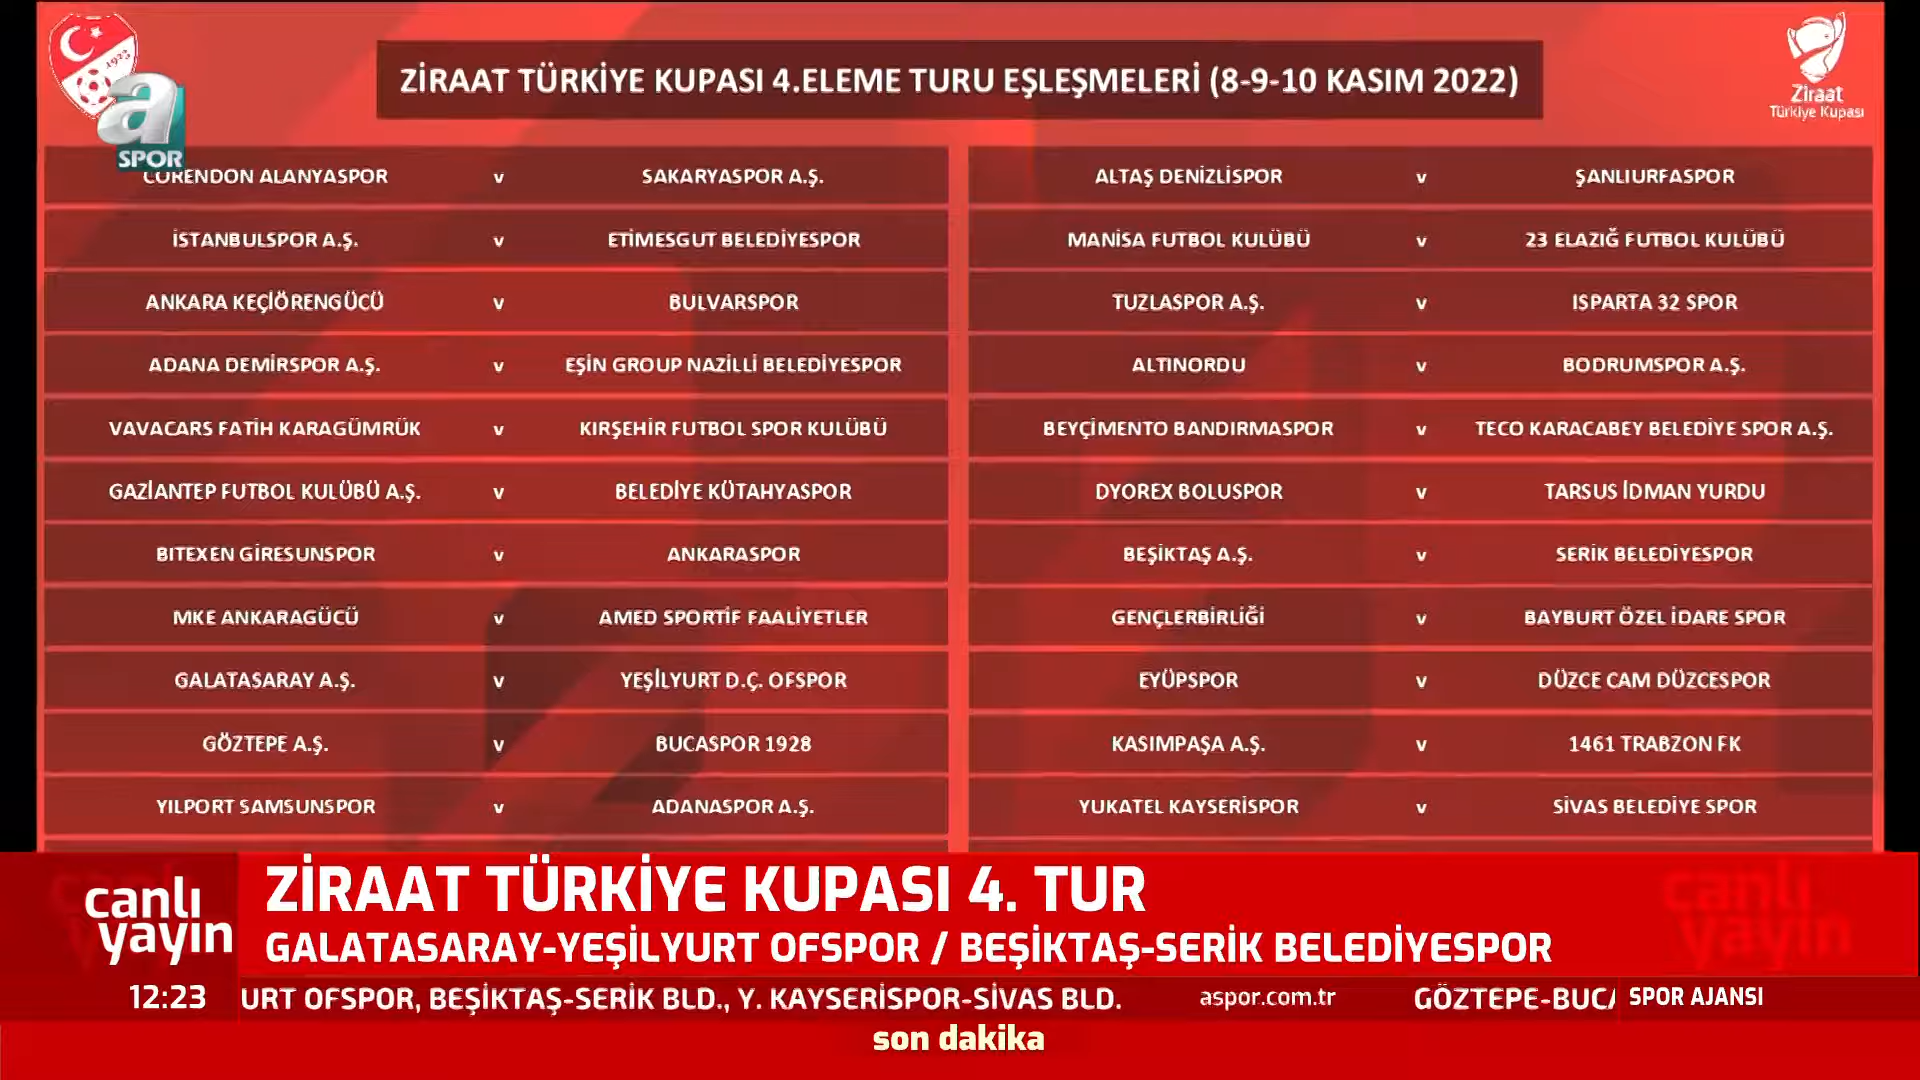 1923
a
SPOR
ZİRAAT TÜRKİYE KUPASI 4.ELEME TURU EŞLEŞMELERİ (8-9-10 KASIM 2022)
Ziraat
Türkiye Kupası
CORENDON ALANYASPOR v SAKARYASPOR A.Ş.
İSTANBULSPOR A.Ş. v ETİMESGUT BELEDİYESPOR
ANKARA KEÇİÖRENGÜCÜ v BULVARSPOR
ADANA DEMİRSPOR A.Ş. v EŞİN GROUP NAZİLLİ BELEDİYESPOR
VAVACARS FATİH KARAGÜMRÜK v KIRŞEHİR FUTBOL SPOR KULÜBÜ
GAZİANTEP FUTBOL KULÜBÜ A.Ş. v BELEDİYE KÜTAHYASPOR
BITEXEN GİRESUNSPOR v ANKARASPOR
MKE ANKARAGÜCÜ v AMED SPORTİF FAALİYETLER
GALATASARAY A.Ş. v YEŞİLYURT D.Ç. OFSPOR
GÖZTEPE A.Ş. v BUCASPOR 1928
YILPORT SAMSUNSPOR v ADANASPOR A.Ş.
ALTAŞ DENİZLİSPOR v ŞANLIURFASPOR
MANİSA FUTBOL KULÜBÜ v 23 ELAZIĞ FUTBOL KULÜBÜ
TUZLASPOR A.Ş. v ISPARTA 32 SPOR
ALTINORDU v BODRUMSPOR A.Ş.
BEYÇİMENTO BANDIRMASPOR v TECO KARACABEY BELEDİYE SPOR A.Ş.
DYOREX BOLUSPOR v TARSUS İDMAN YURDU
BEŞİKTAŞ A.Ş. v SERİK BELEDİYESPOR
GENÇLERBİRLİĞİ v BAYBURT ÖZEL İDARE SPOR
EYÜPSPOR v DÜZCE CAM DÜZCESPOR
KASIMPAŞA A.Ş. v 1461 TRABZON FK
YUKATEL KAYSERİSPOR v SİVAS BELEDİYE SPOR
canlı
yayın
ZİRAAT TÜRKİYE KUPASI 4. TUR
canlı
yayın
GALATASARAY-YEŞİLYURT OFSPOR / BEŞİKTAŞ-SERİK BELEDİYESPOR
12:23 URT OFSPOR, BEŞİKTAŞ-SERİK BLD., Y. KAYSERİSPOR-SİVAS BLD. aspor.com.tr GÖZTEPE-BUCA SPOR AJANSI
son dakika